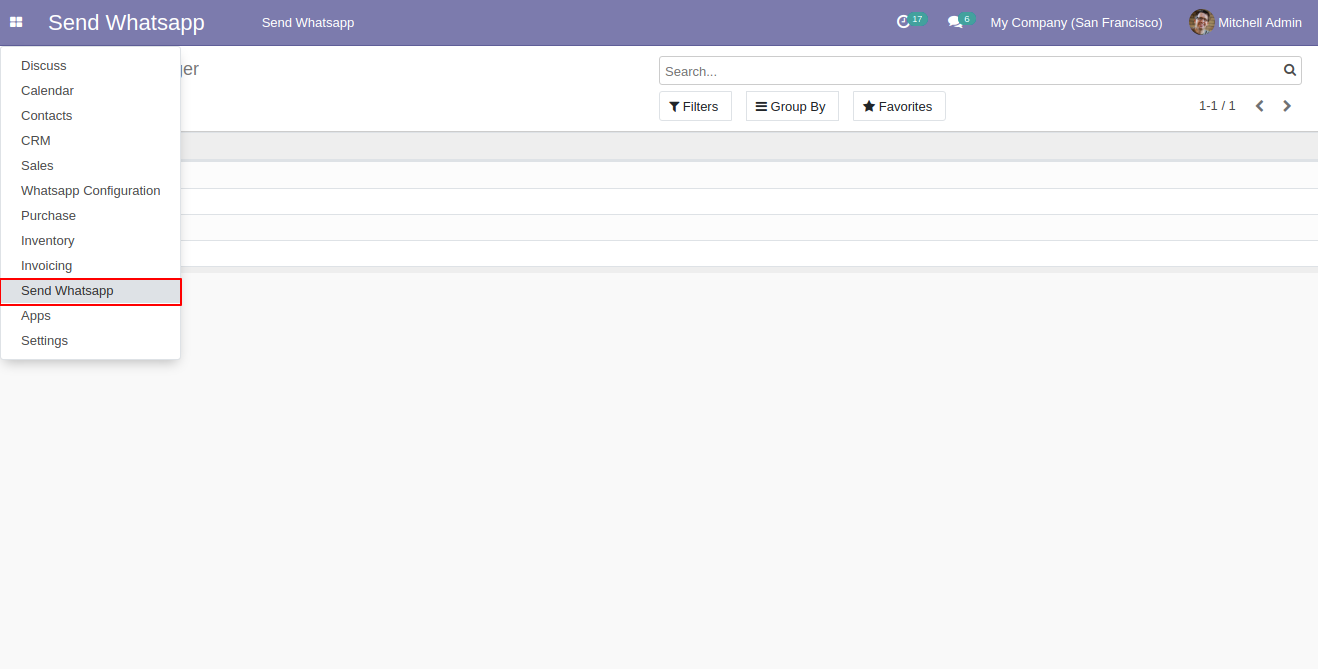 Send Whatsapp
Send Whatsapp
17
6
My Company (San Francisco)
Mitchell Admin
Discuss
Calendar
Contacts
CRM
Sales
Whatsapp Configuration
Purchase
Inventory
Invoicing
Send Whatsapp
Apps
Settings
Search...
Filters
Group By
Favorites
1-1 / 1